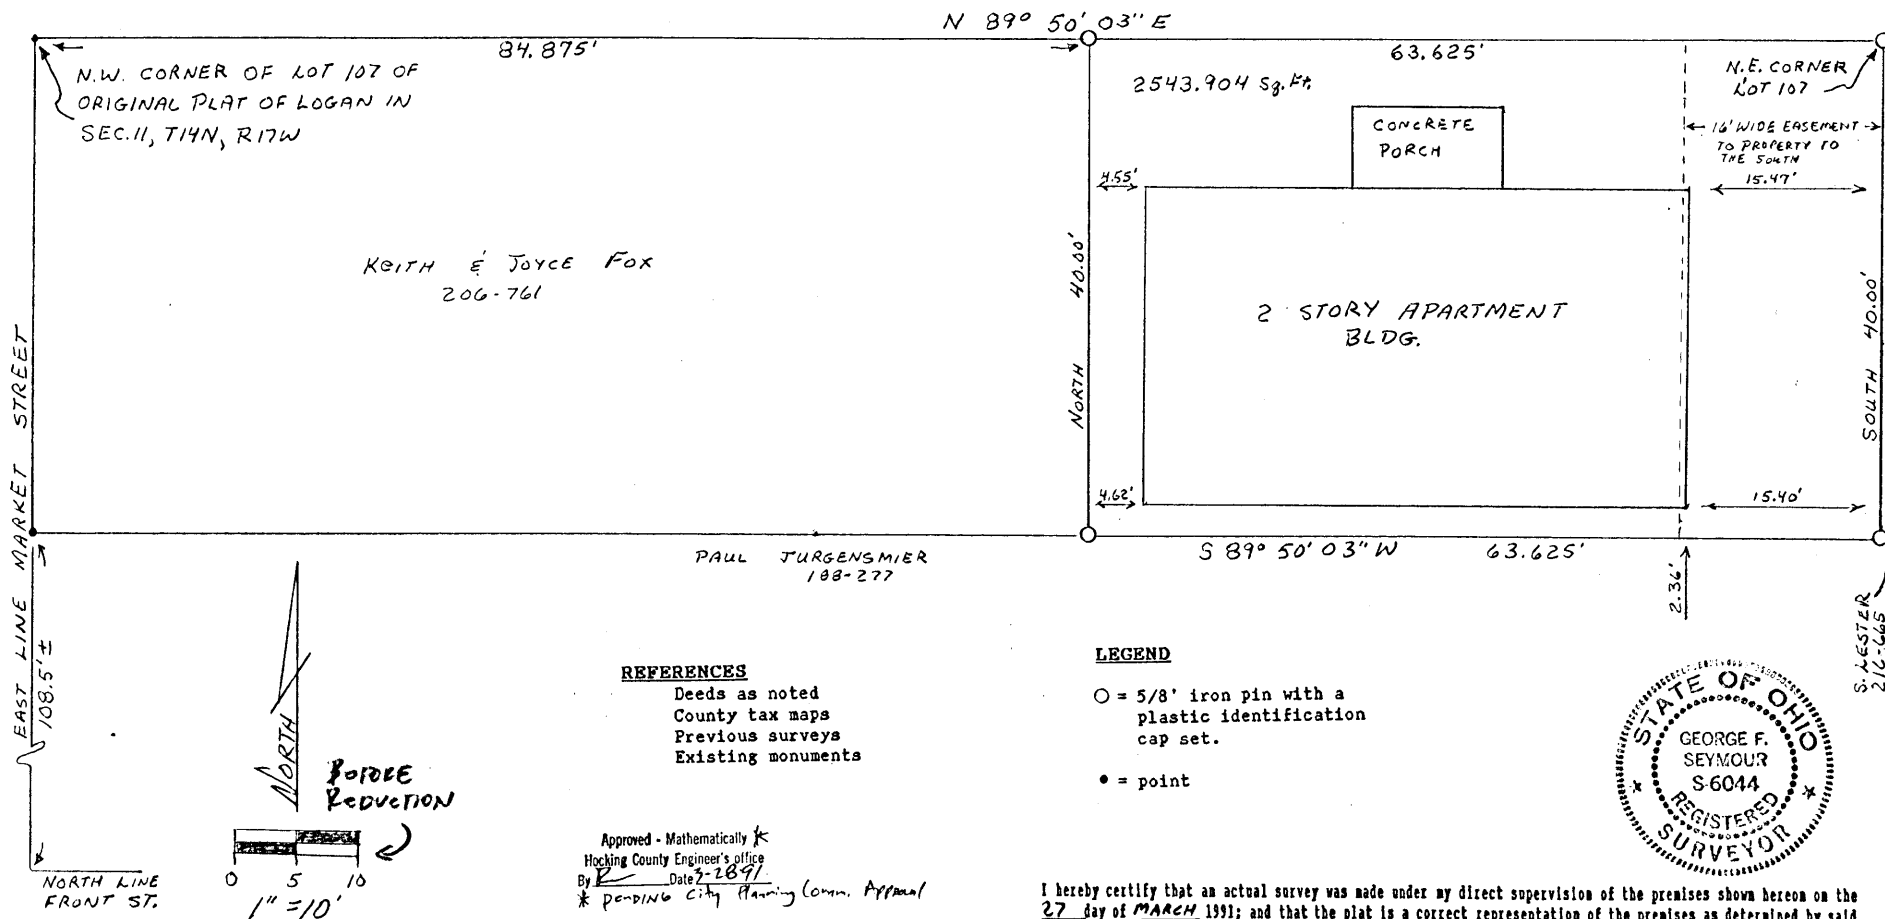 N 89° 50' 03" E
84.875'
63.625'
N.W. CORNER OF LOT 107 OF
ORIGINAL PLAT OF LOGAN IN
SEC.11, T14N, R17W
2543.904 Sq.Ft.
N.E. CORNER
LOT 107
CONCRETE
PORCH
16' WIDE EASEMENT
TO PROPERTY TO
THE SOUTH
4.55'
15.47'
KEITH & JOYCE FOX
206-761
NORTH 40.00'
2 STORY APARTMENT
BLDG.
SOUTH 40.00'
EAST LINE MARKET STREET
4.62'
15.40'
PAUL JURGENSMIER
188-277
S 89° 50' 03" W 63.625'
2.36'
S. LESTER
216-665
108.5' ±
NORTH
BEFORE
REDUCTION
0 5 10
1" = 10'
NORTH LINE
FRONT ST.
REFERENCES
Deeds as noted
County tax maps
Previous surveys
Existing monuments
LEGEND
O = 5/8' iron pin with a
plastic identification
cap set.
• = point
Approved - Mathematically *
Hocking County Engineer's office
By Date 3-28-91
* PENDING City Planning Comm. Approval
STATE OF OHIO
GEORGE F.
SEYMOUR
S-6044
REGISTERED
SURVEYOR
I hereby certify that an actual survey was made under my direct supervision of the premises shown hereon on the
27 day of MARCH 1991; and that the plat is a correct representation of the premises as determined by said